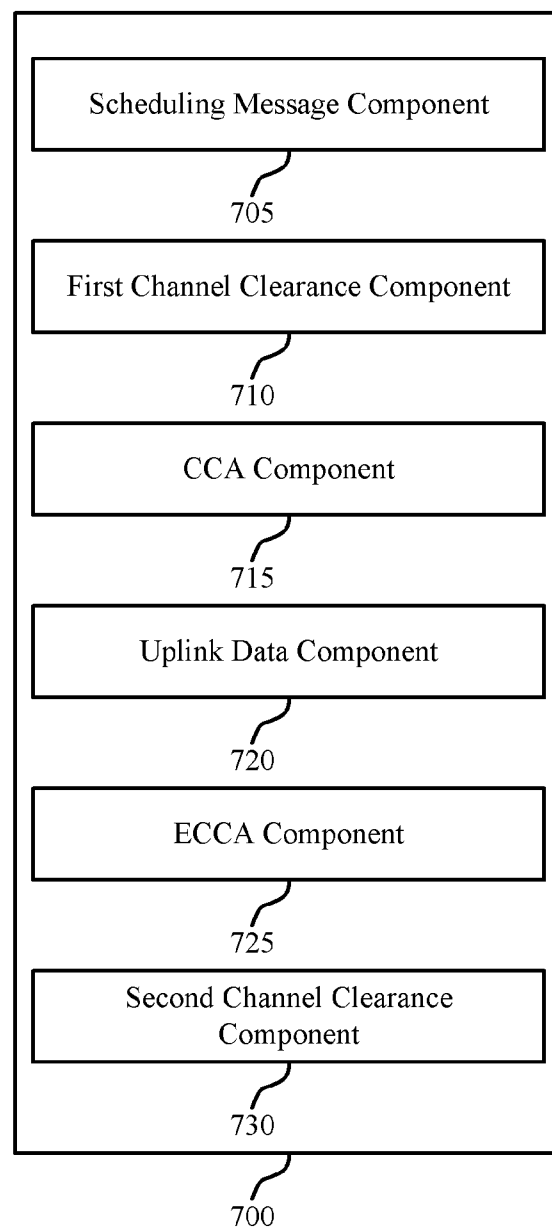 Scheduling Message Component
705
First Channel Clearance Component
710
CCA Component
715
Uplink Data Component
720
ECCA Component
725
Second Channel Clearance
Component
730
700